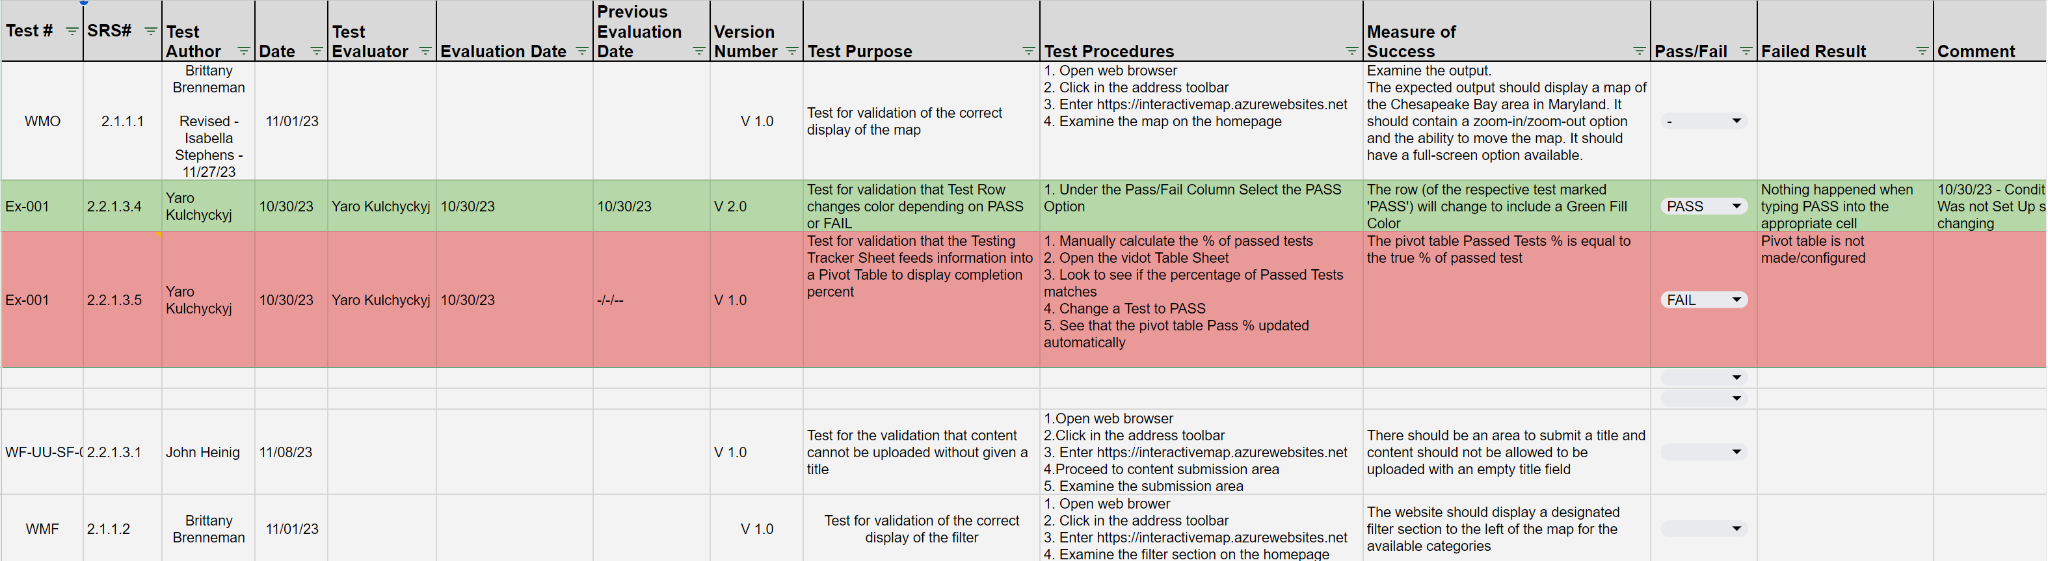 Test #
SRS#
Test
Author
Date
Test
Evaluator
Evaluation Date
Previous
Evaluation
Date
Version
Number
Test Purpose
Test Procedures
Measure of
Success
Pass/Fail
Failed Result
Comment
WMO
2.1.1.1
Brittany
Brenneman
Revised -
Isabella
Stephens -
11/27/23
11/01/23
V 1.0
Test for validation of the correct
display of the map
1. Open web browser
2. Click in the address toolbar
3. Enter https://interactivemap.azurewebsites.net
4. Examine the map on the homepage
Examine the output.
The expected output should display a map of
the Chesapeake Bay area in Maryland. It
should contain a zoom-in/zoom-out option
and the ability to move the map. It should
have a full-screen option available.
-
Ex-001
2.2.1.3.4
Yaro
Kulchyckyj
10/30/23
Yaro Kulchyckyj
10/30/23
10/30/23
V 2.0
Test for validation that Test Row
changes color depending on PASS
or FAIL
1. Under the Pass/Fail Column Select the PASS
Option
The row (of the respective test marked
'PASS') will change to include a Green Fill
Color
PASS
Nothing happened when
typing PASS into the
appropriate cell
10/30/23 - Condit
Was not Set Up s
changing
Ex-001
2.2.1.3.5
Yaro
Kulchyckyj
10/30/23
Yaro Kulchyckyj
10/30/23
-/-/--
V 1.0
Test for validation that the Testing
Tracker Sheet feeds information into
a Pivot Table to display completion
percent
1. Manually calculate the % of passed tests
2. Open the vidot Table Sheet
3. Look to see if the percentage of Passed Tests
matches
4. Change a Test to PASS
5. See that the pivot table Pass % updated
automatically
The pivot table Passed Tests % is equal to
the true % of passed test
FAIL
Pivot table is not
made/configured
WF-UU-SF-
2.2.1.3.1
John Heinig
11/08/23
V 1.0
Test for the validation that content
cannot be uploaded without given a
title
1.Open web browser
2.Click in the address toolbar
3. Enter https://interactivemap.azurewebsites.net
4.Proceed to content submission area
5. Examine the submission area
There should be an area to submit a title and
content should not be allowed to be
uploaded with an empty title field
WMF
2.1.1.2
Brittany
Brenneman
11/01/23
V 1.0
Test for validation of the correct
display of the filter
1. Open web brower
2. Click in the address toolbar
3. Enter https://interactivemap.azurewebsites.net
4. Examine the filter section on the homepage
The website should display a designated
filter section to the left of the map for the
available categories